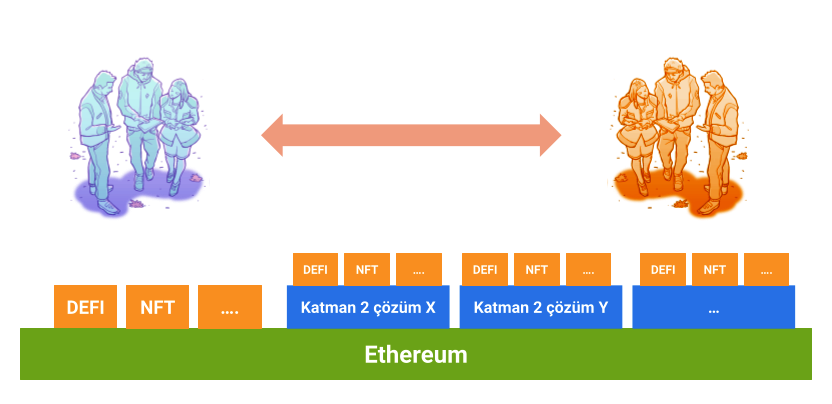 DEFI NFT .... DEFI NFT .... DEFI NFT ....
DEFI NFT ....
Katman 2 çözüm X Katman 2 çözüm Y ...
Ethereum